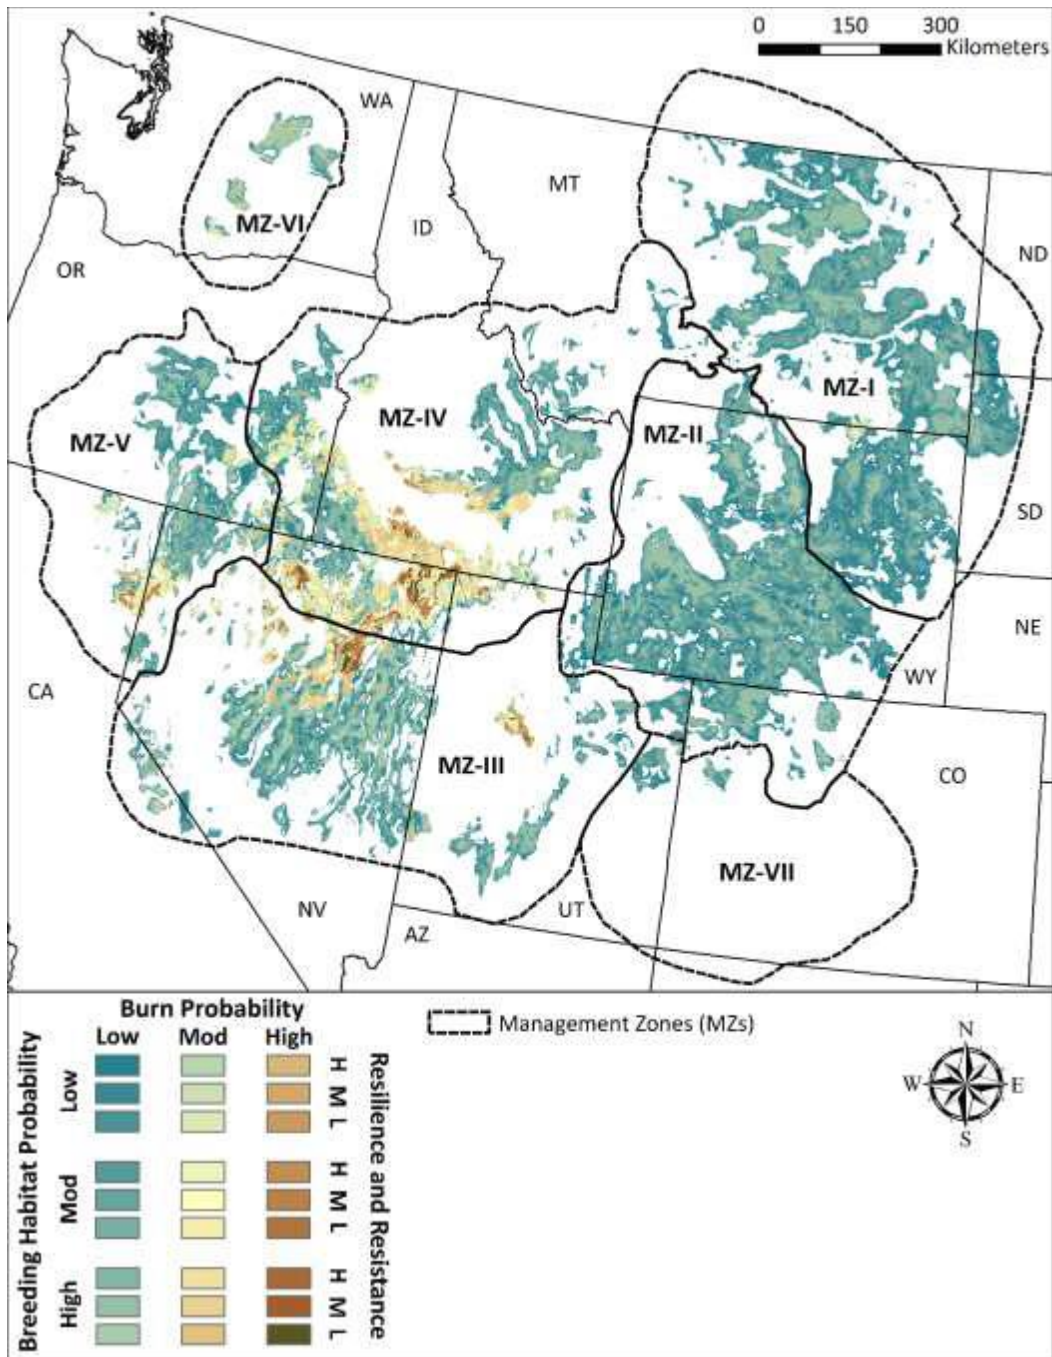 0 150 300
Kilometers
WA
MT
MZ-VI
ID
ND
OR
MZ-I
MZ-IV
MZ-II
MZ-V
SD
NE
WY
CA
MZ-III
CO
MZ-VII
NV
UT
AZ
Burn Probability
Low Mod High
Management Zones (MZs)
Breeding Habitat Probability
Low
Mod
High
H
M
L
H
M
L
H
M
L
Resilience and Resistance
N
W E
S